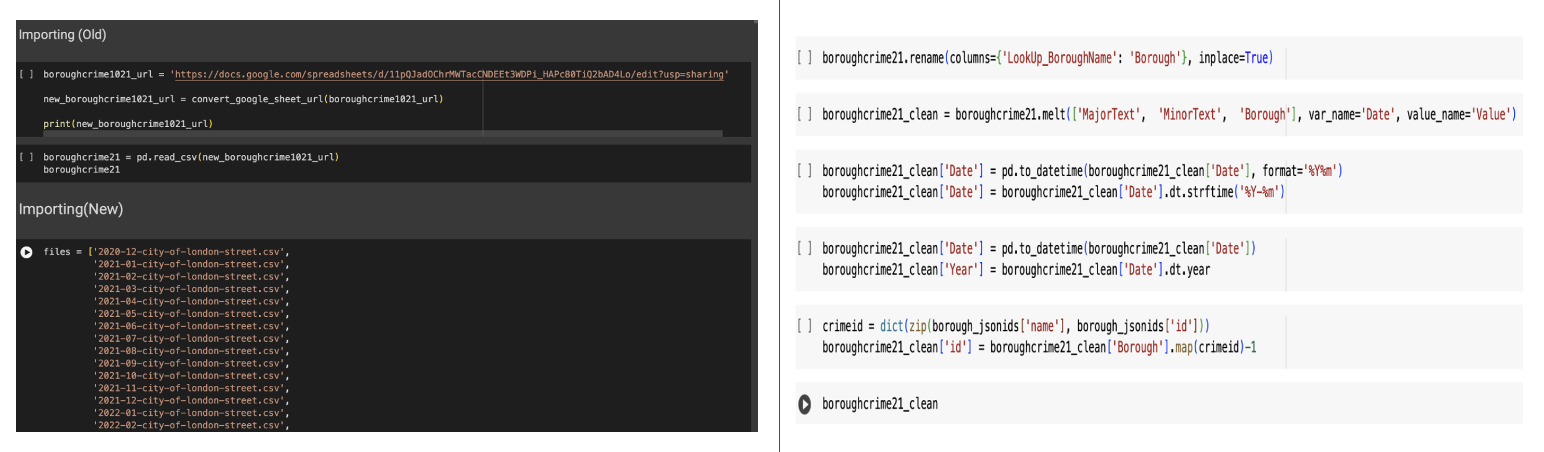 Importing (Old)
[ ] boroughcrime1021_url = 'https://docs.google.com/spreadsheets/d/11pQJadOChrMWTacCNDEEt3WDPi_HAPc80TiQ2bAD4Lo/edit?usp=sharing'
new_boroughcrime1021_url = convert_google_sheet_url(boroughcrime1021_url)
print(new_boroughcrime1021_url)
[ ] boroughcrime21 = pd.read_csv(new_boroughcrime1021_url)
boroughcrime21
Importing(New)
files = ['2020-12-city-of-london-street.csv',
'2021-01-city-of-london-street.csv',
'2021-02-city-of-london-street.csv',
'2021-03-city-of-london-street.csv',
'2021-04-city-of-london-street.csv',
'2021-05-city-of-london-street.csv',
'2021-06-city-of-london-street.csv',
'2021-07-city-of-london-street.csv',
'2021-08-city-of-london-street.csv',
'2021-09-city-of-london-street.csv',
'2021-10-city-of-london-street.csv',
'2021-11-city-of-london-street.csv',
'2021-12-city-of-london-street.csv',
'2022-01-city-of-london-street.csv',
'2022-02-city-of-london-street.csv',
[ ] boroughcrime21.rename(columns={'LookUp_BoroughName': 'Borough'}, inplace=True)
[ ] boroughcrime21_clean = boroughcrime21.melt(['MajorText', 'MinorText', 'Borough'], var_name='Date', value_name='Value')
[ ] boroughcrime21_clean['Date'] = pd.to_datetime(boroughcrime21_clean['Date'], format='%Y%m')
boroughcrime21_clean['Date'] = boroughcrime21_clean['Date'].dt.strftime('%Y-%m')
[ ] boroughcrime21_clean['Date'] = pd.to_datetime(boroughcrime21_clean['Date'])
boroughcrime21_clean['Year'] = boroughcrime21_clean['Date'].dt.year
[ ] crimeid = dict(zip(borough_jsonids['name'], borough_jsonids['id']))
boroughcrime21_clean['id'] = boroughcrime21_clean['Borough'].map(crimeid)-1
boroughcrime21_clean